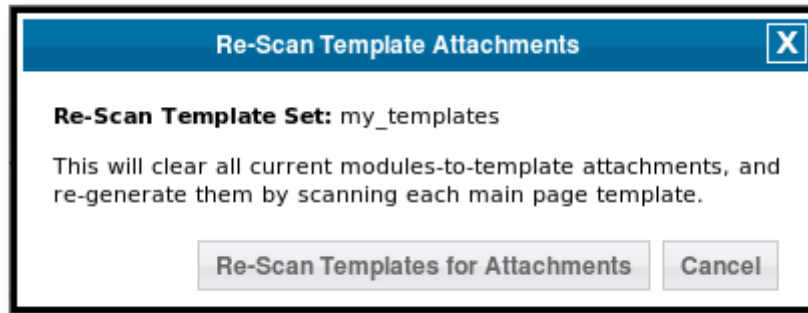 Re-Scan Template Attachments X
Re-Scan Template Set: my_templates
This will clear all current modules-to-template attachments, and
re-generate them by scanning each main page template.
Re-Scan Templates for Attachments Cancel